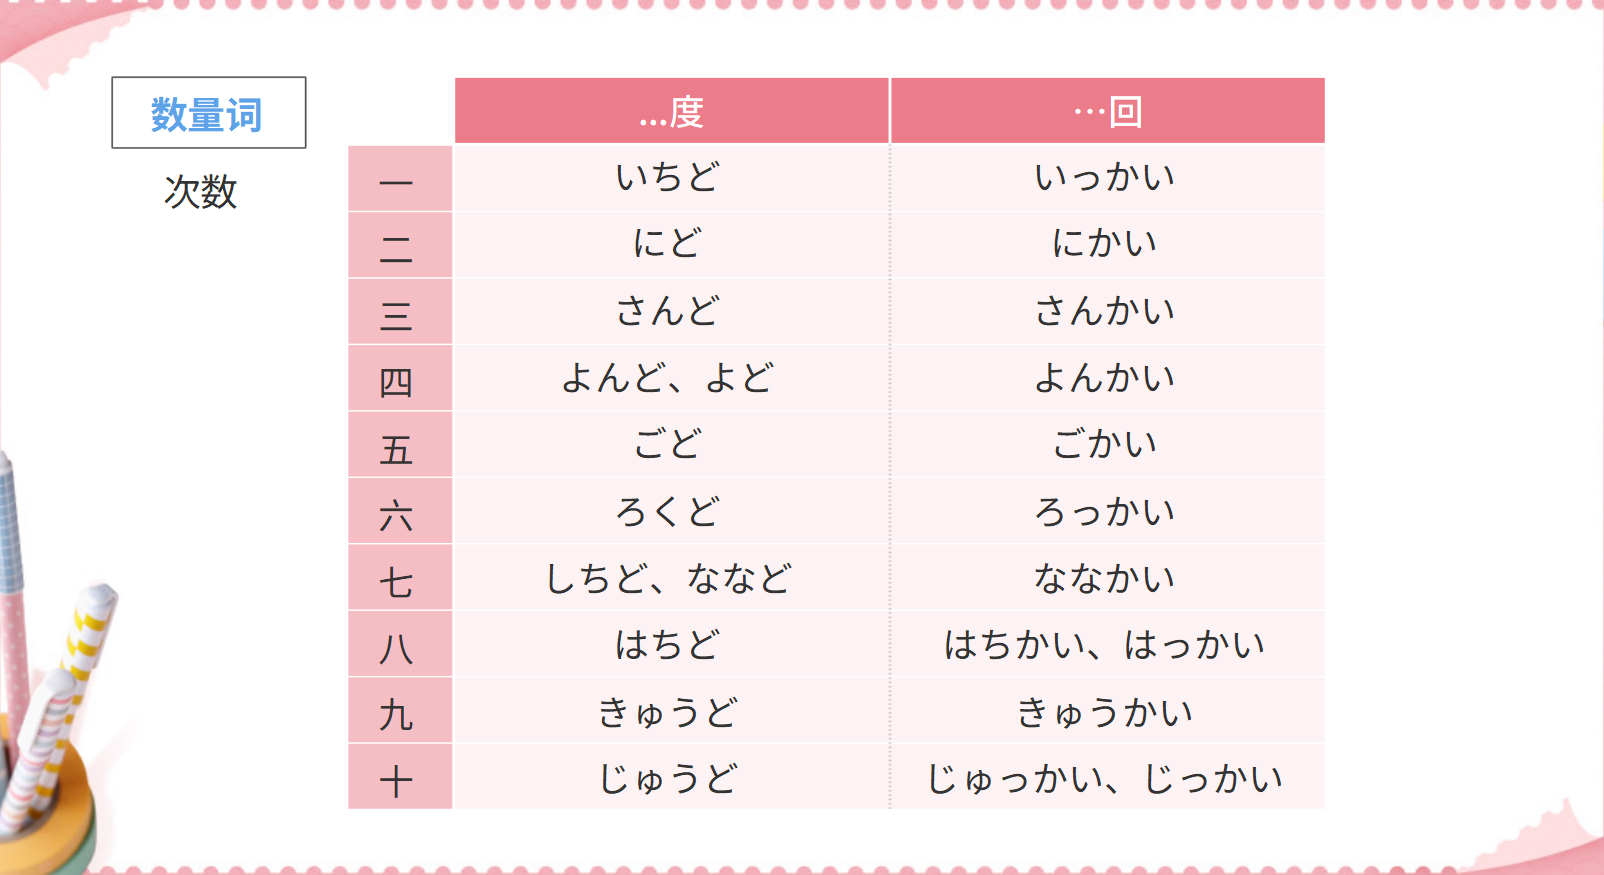 数量词
次数
...度 …回
一 いちど いっかい
二 にど にかい
三 さんど さんかい
四 よんど、よど よんかい
五 ごど ごかい
六 ろくど ろっかい
七 しちど、ななど ななかい
八 はちど はちかい、はっかい
九 きゅうど きゅうかい
十 じゅうど じゅっかい、じっかい